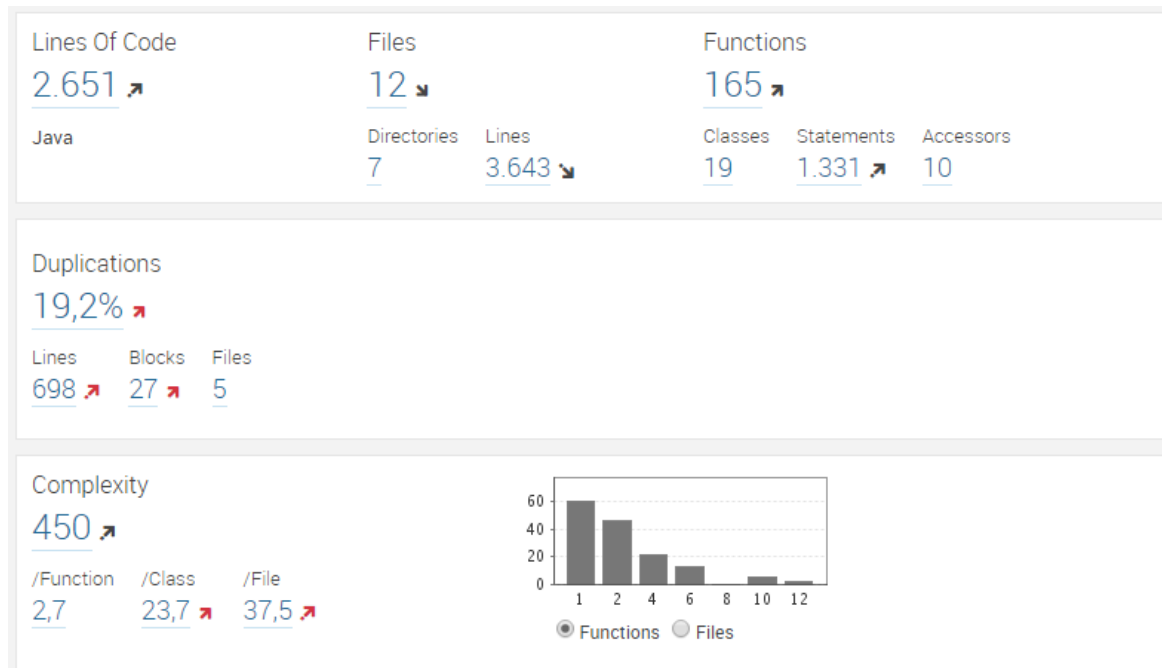 Lines Of Code
2.651
Java
Files
12
Directories Lines
7 3.643
Functions
165
Classes Statements Accessors
19 1.331 10
Duplications
19,2%
Lines Blocks Files
698 27 5
Complexity
450
/Function /Class /File
2,7 23,7 37,5
60
40
20
0
1 2 4 6 8 10 12
Functions Files